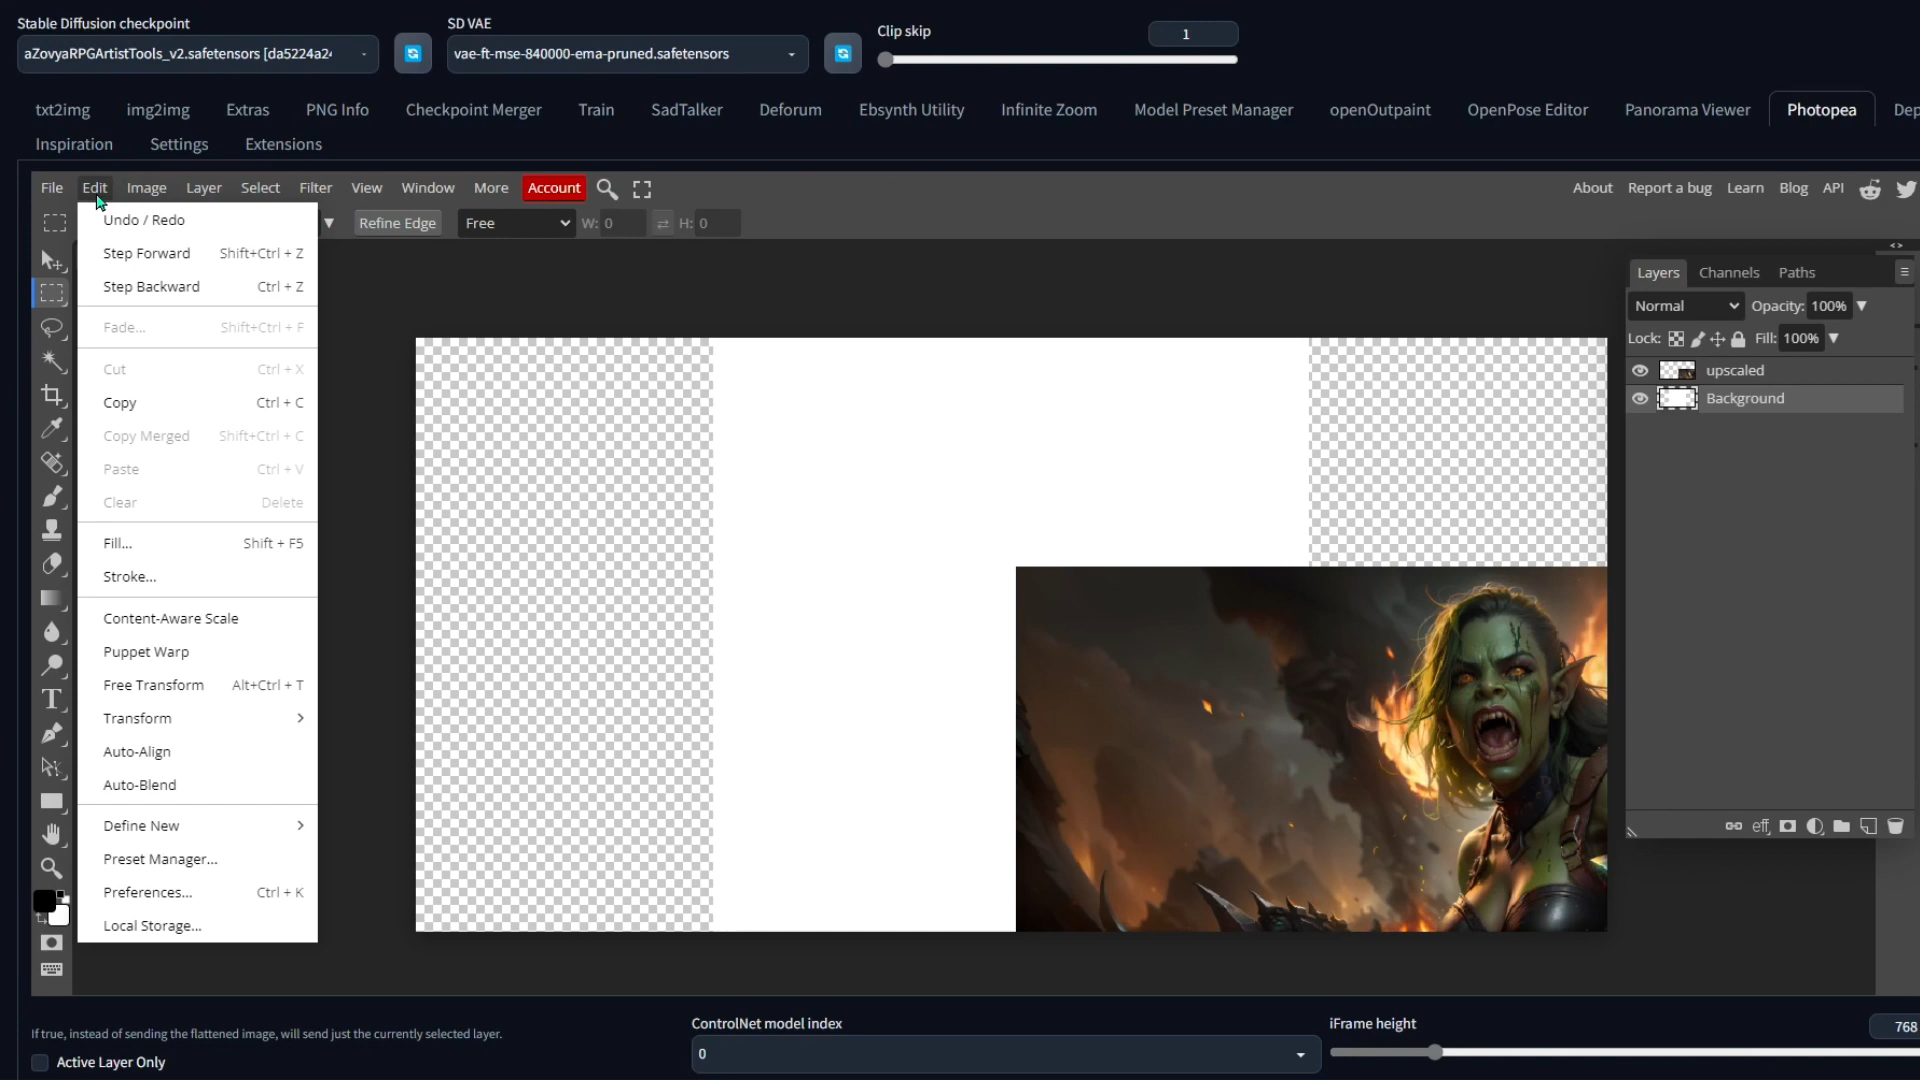 Stable Diffusion checkpoint
SD VAE
Clip skip
1
aZovyaRPGArtistTools_v2.safetensors [da5224a2
vae-ft-mse-840000-ema-pruned.safetensors
txt2img img2img Extras PNG Info Checkpoint Merger Train SadTalker Deforum Ebsynth Utility Infinite Zoom Model Preset Manager openOutpaint OpenPose Editor Panorama Viewer Photopea Dep
Inspiration Settings Extensions
File Edit Image Layer Select Filter View Window More Account About Report a bug Learn Blog API
Refine Edge Free W: 0 H: 0
Undo / Redo
Step Forward Shift+Ctrl + Z
Step Backward Ctrl + Z
Fade... Shift+Ctrl + F
Cut Ctrl + X
Copy Ctrl + C
Copy Merged Shift+Ctrl + C
Paste Ctrl + V
Clear Delete
Fill... Shift + F5
Stroke...
Content-Aware Scale
Puppet Warp
Free Transform Alt+Ctrl + T
Transform
Auto-Align
Auto-Blend
Define New
Preset Manager...
Preferences... Ctrl + K
Local Storage...
Layers Channels Paths
Normal Opacity: 100%
Lock: Fill: 100%
upscaled
Background
eff
If true, instead of sending the flattened image, will send just the currently selected layer.
Active Layer Only
ControlNet model index
0
iFrame height
768